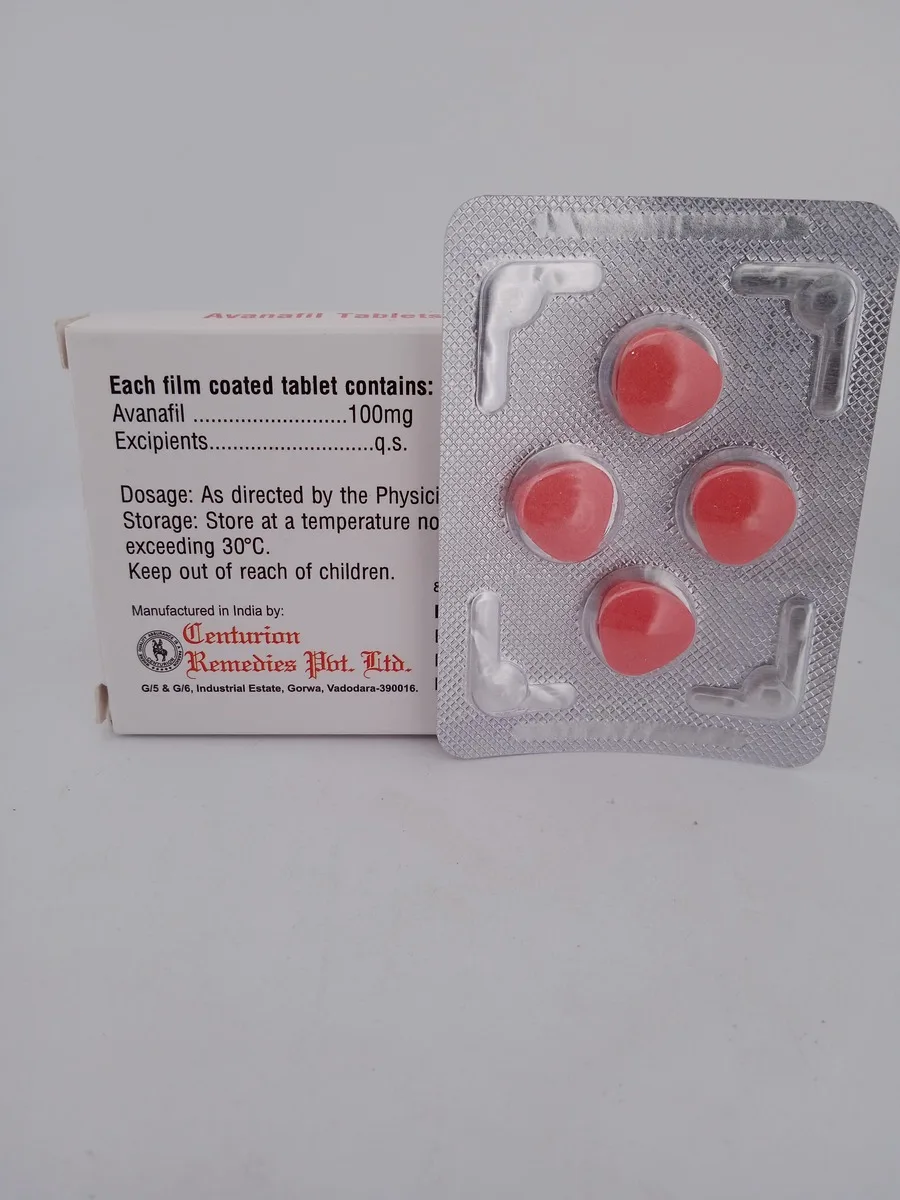 Avanafil Tablets
Each film coated tablet contains:
Avanafil ..........................100mg
Excipients............................q.s.
Dosage: As directed by the
Storage: Store at a temperature
exceeding 30°C.
Keep out of reach of children.
Manufactured in India by:
Centurion
Remedies Pvt. Ltd.
G/5 & G/6, Industrial Estate, Gorwa, Vadodara-390016.